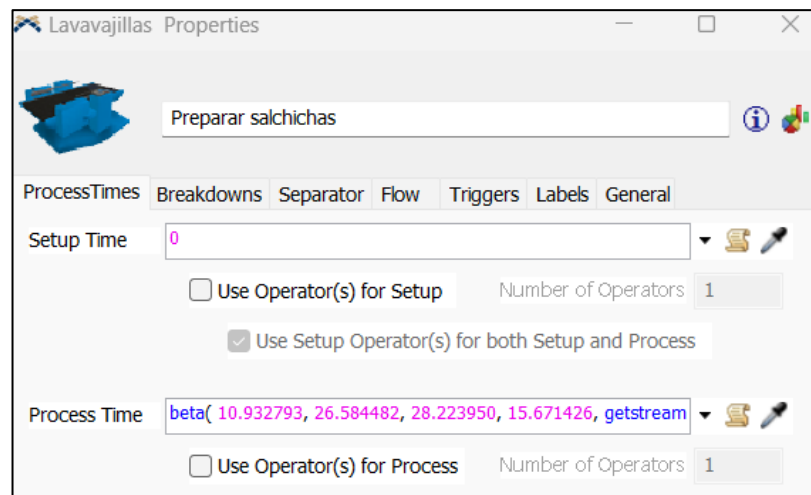 Lavavajillas Properties
Preparar salchichas
ProcessTimes Breakdowns Separator Flow Triggers Labels General
Setup Time 0
Use Operator(s) for Setup Number of Operators 1
Use Setup Operator(s) for both Setup and Process
Process Time beta( 10.932793, 26.584482, 28.223950, 15.671426, getstream
Use Operator(s) for Process Number of Operators 1